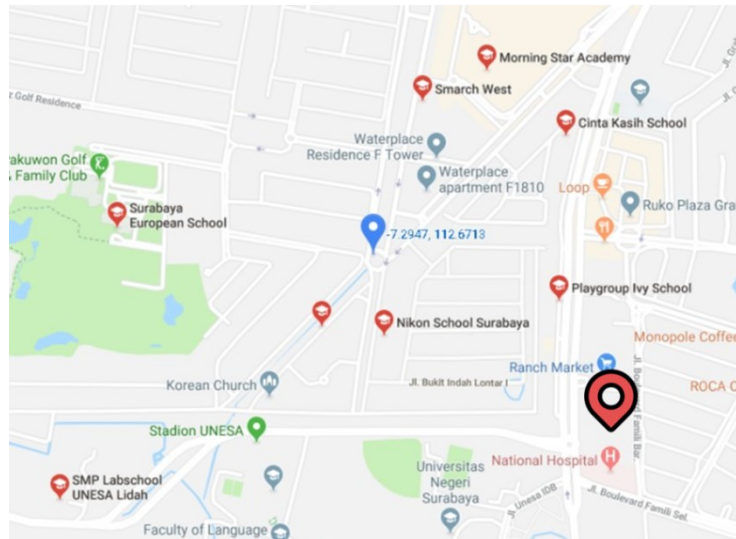 Morning Star Academy
Smarch West
Golf Residence
Cinta Kasih School
Waterplace
Residence F Tower
akuwon Golf
Family Club
Waterplace
apartment F1810
Loop
Ruko Plaza Gra
Surabaya
European School
-7.2947, 112.6713
Playgroup Ivy School
Nikon School Surabaya
Monopole Coffee
Ranch Market
Jl. Boulevard Famili Bar.
Korean Church
Jl. Bukit Indah Lontar I
ROCA C
Stadion UNESA
National Hospital
H
Universitas
Negeri
Surabaya
SMP Labschool
UNESA Lidah
Jl. Unesa IDB
Jl. Boulevard Famili Sel.
Faculty of Language